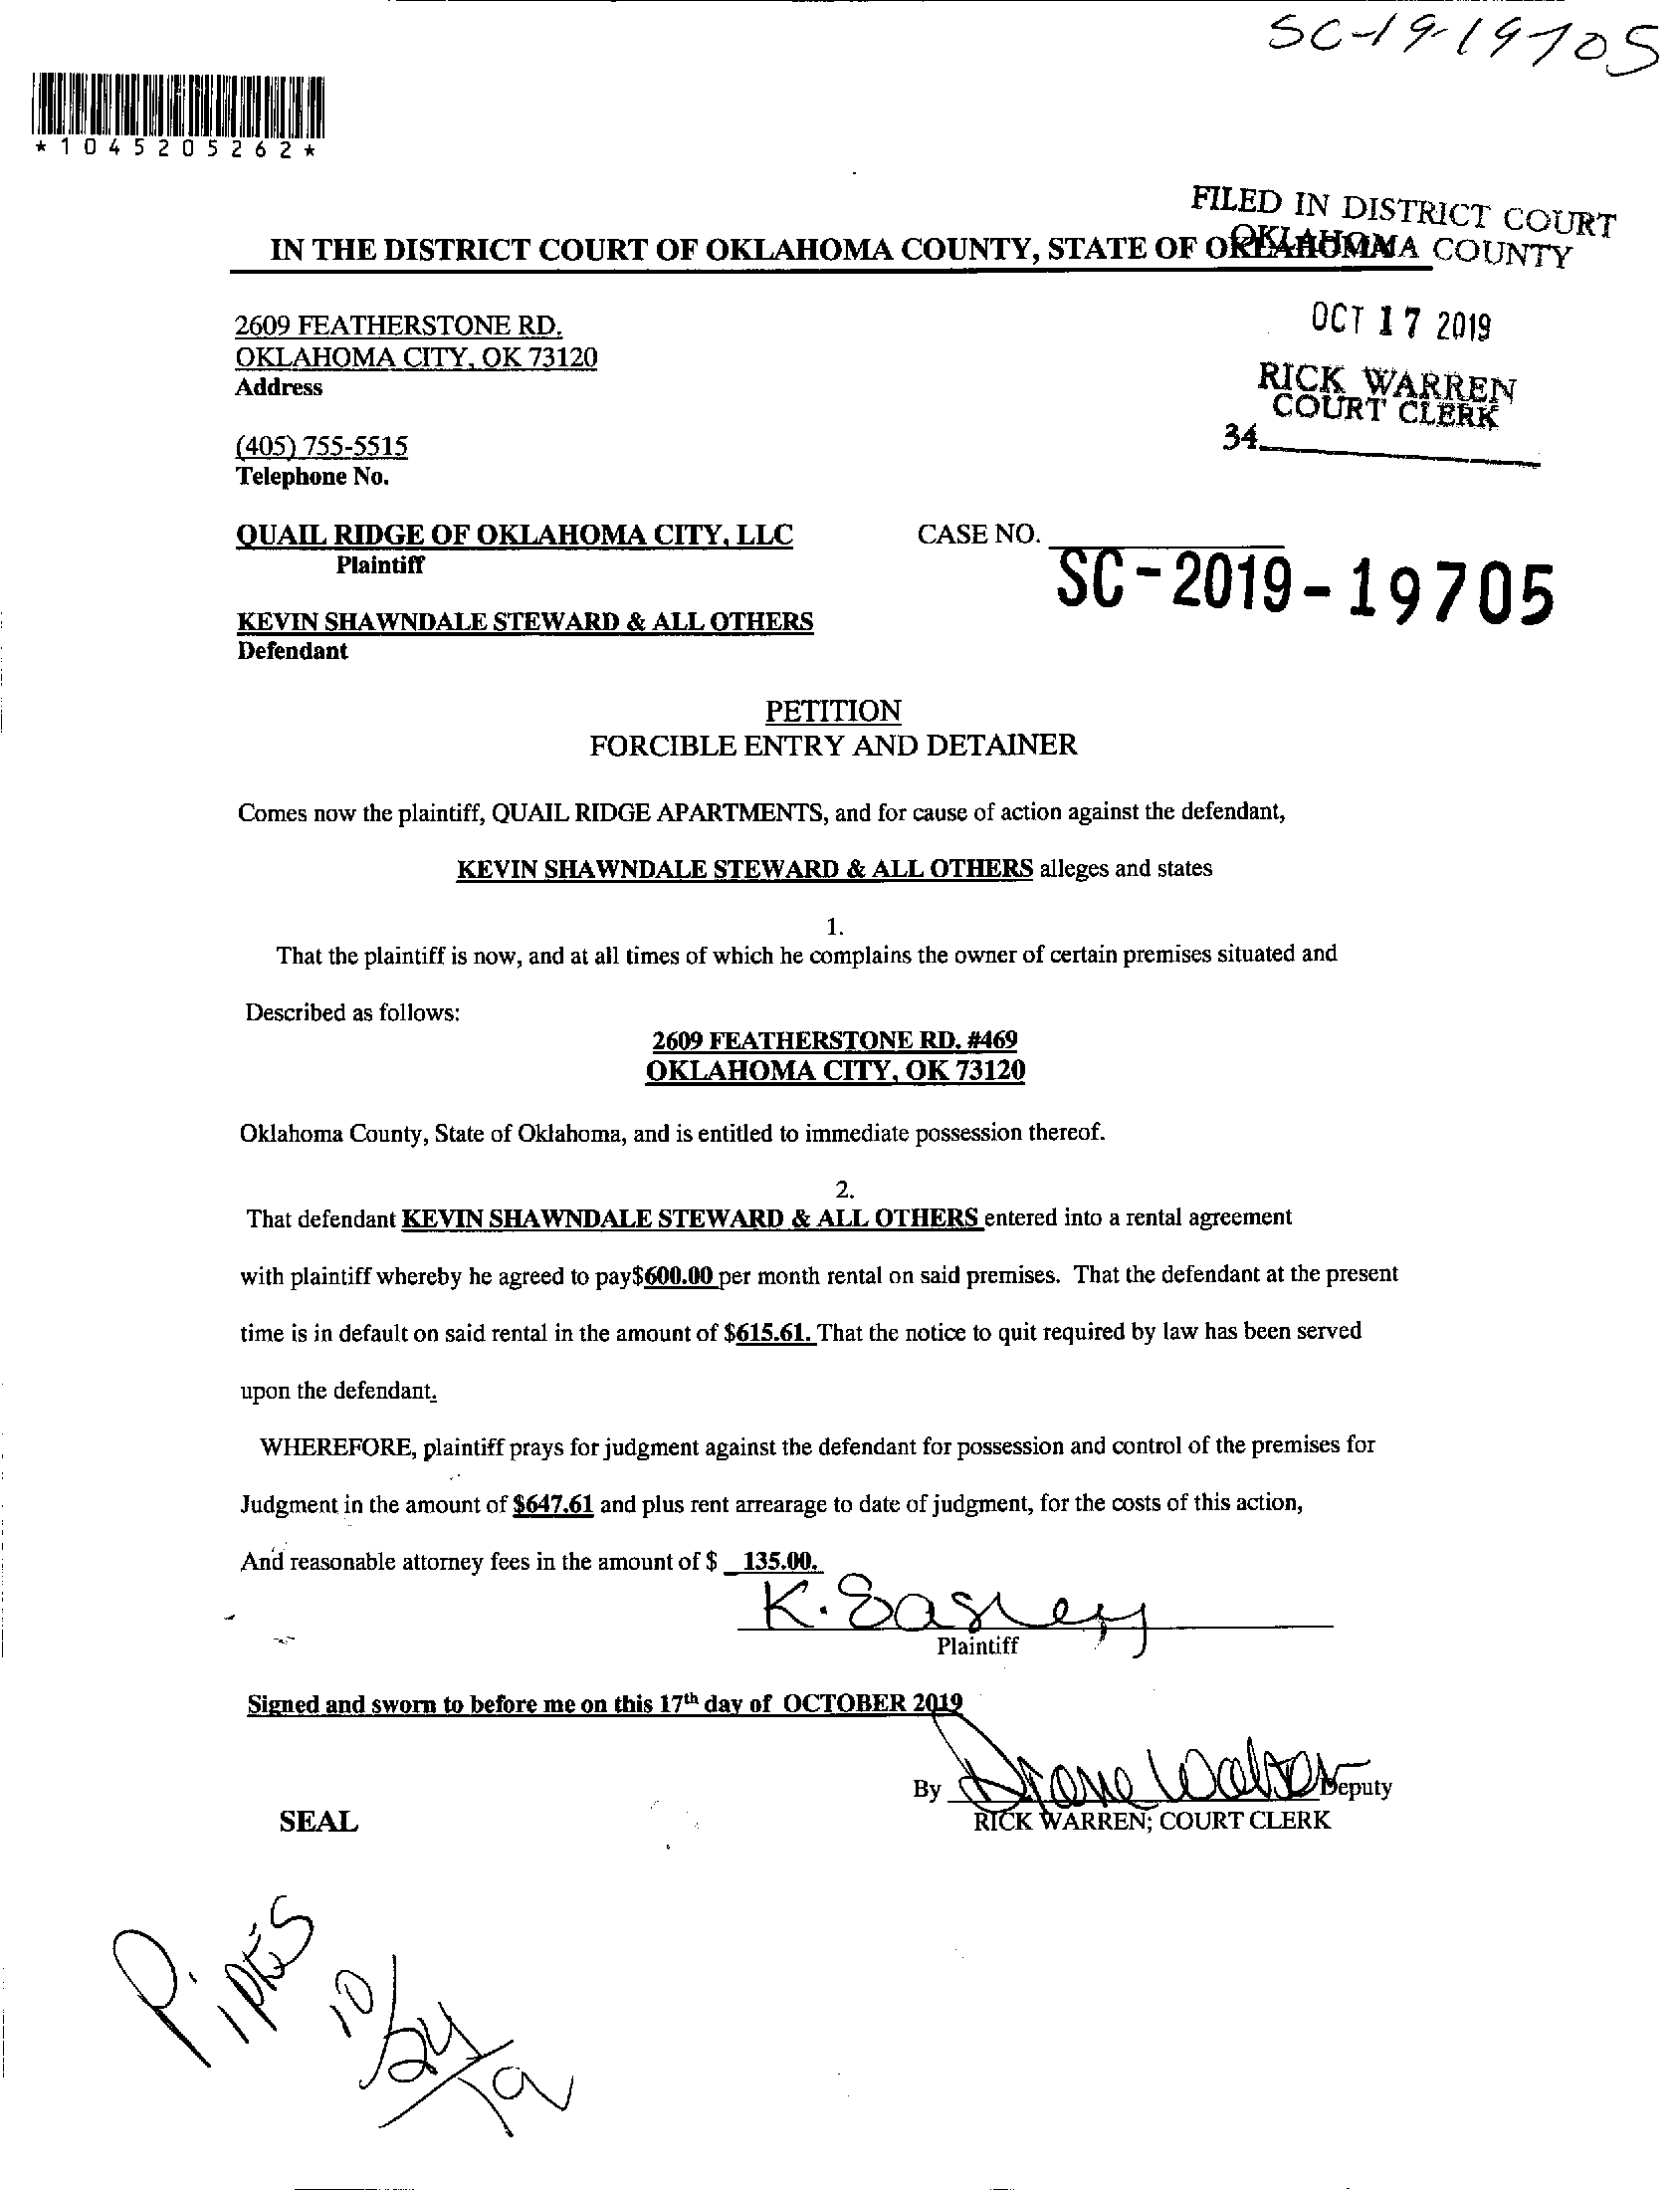 SC-19-19705
*1045205262*
FILED IN DISTRICT COURT
OKLAHOMA COUNTY
IN THE DISTRICT COURT OF OKLAHOMA COUNTY, STATE OF OKLAHOMA
2609 FEATHERSTONE RD.
OKLAHOMA CITY, OK 73120
Address
OCT 17 2019
RICK WARREN
COURT CLERK
34
(405) 755-5515
Telephone No.
QUAIL RIDGE OF OKLAHOMA CITY, LLC
Plaintiff
CASE NO.
SC-2019-19705
KEVIN SHAWNDALE STEWARD & ALL OTHERS
Defendant
PETITION
FORCIBLE ENTRY AND DETAINER
Comes now the plaintiff, QUAIL RIDGE APARTMENTS, and for cause of action against the defendant,
KEVIN SHAWNDALE STEWARD & ALL OTHERS alleges and states
1.
That the plaintiff is now, and at all times of which he complains the owner of certain premises situated and
Described as follows:
2609 FEATHERSTONE RD. #469
OKLAHOMA CITY, OK 73120
Oklahoma County, State of Oklahoma, and is entitled to immediate possession thereof.
2.
That defendant KEVIN SHAWNDALE STEWARD & ALL OTHERS entered into a rental agreement
with plaintiff whereby he agreed to pay$600.00 per month rental on said premises. That the defendant at the present
time is in default on said rental in the amount of $615.61. That the notice to quit required by law has been served
upon the defendant.
WHEREFORE, plaintiff prays for judgment against the defendant for possession and control of the premises for
Judgment in the amount of $647.61 and plus rent arrearage to date of judgment, for the costs of this action,
And reasonable attorney fees in the amount of $ 135.00.
K. Easley
Plaintiff
Signed and sworn to before me on this 17th day of OCTOBER 2019
By Diane Walton Deputy
RICK WARREN; COURT CLERK
SEAL
10/24/19